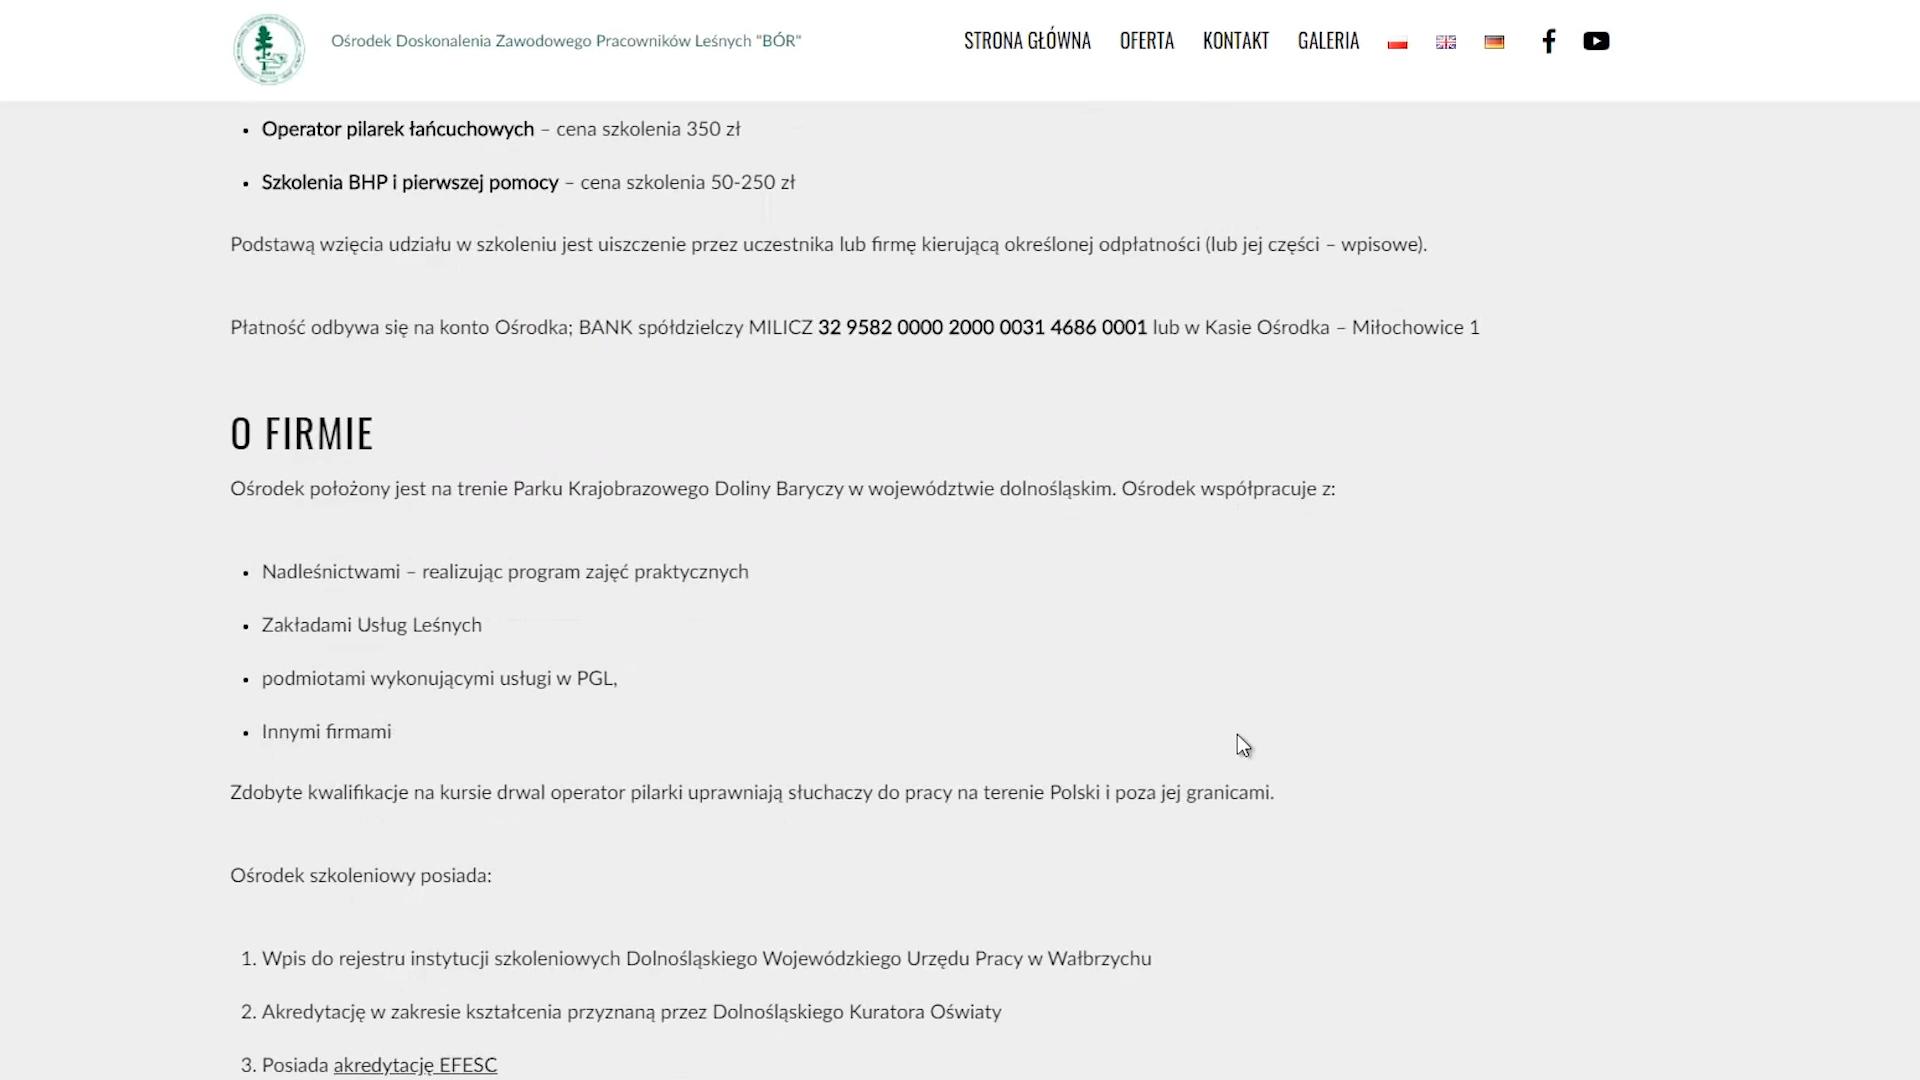 Ośrodek Doskonalenia Zawodowego Pracowników Leśnych "BÓR"
STRONA GŁÓWNA OFERTA KONTAKT GALERIA
• Operator pilarek łańcuchowych – cena szkolenia 350 zł
• Szkolenia BHP i pierwszej pomocy – cena szkolenia 50-250 zł
Podstawą wzięcia udziału w szkoleniu jest uiszczenie przez uczestnika lub firmę kierującą określonej odpłatności (lub jej części – wpisowe).
Płatność odbywa się na konto Ośrodka; BANK spółdzielczy MILICZ 32 9582 0000 2000 0031 4686 0001 lub w Kasie Ośrodka – Miłochowice 1
O FIRMIE
Ośrodek położony jest na trenie Parku Krajobrazowego Doliny Baryczy w województwie dolnośląskim. Ośrodek współpracuje z:
• Nadleśnictwami – realizując program zajęć praktycznych
• Zakładami Usług Leśnych
• podmiotami wykonującymi usługi w PGL,
• Innymi firmami
Zdobyte kwalifikacje na kursie drwal operator pilarki uprawniają słuchaczy do pracy na terenie Polski i poza jej granicami.
Ośrodek szkoleniowy posiada:
1. Wpis do rejestru instytucji szkoleniowych Dolnośląskiego Wojewódzkiego Urzędu Pracy w Wałbrzychu
2. Akredytację w zakresie kształcenia przyznaną przez Dolnośląskiego Kuratora Oświaty
3. Posiada akredytację EFESC